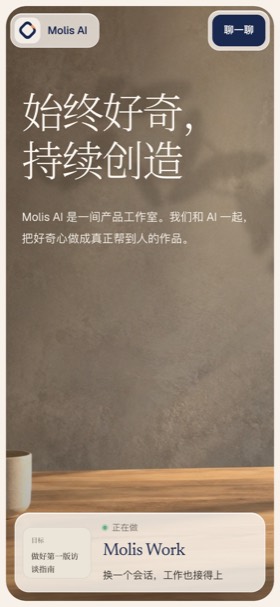 Molis AI
聊一聊
始终好奇，
持续创造
Molis AI 是一间产品工作室。我们和 AI 一起，
把好奇心做成真正帮到人的作品。
正在做
目标
做好第一版访
谈指南
Molis Work
换一个会话，工作也接得上